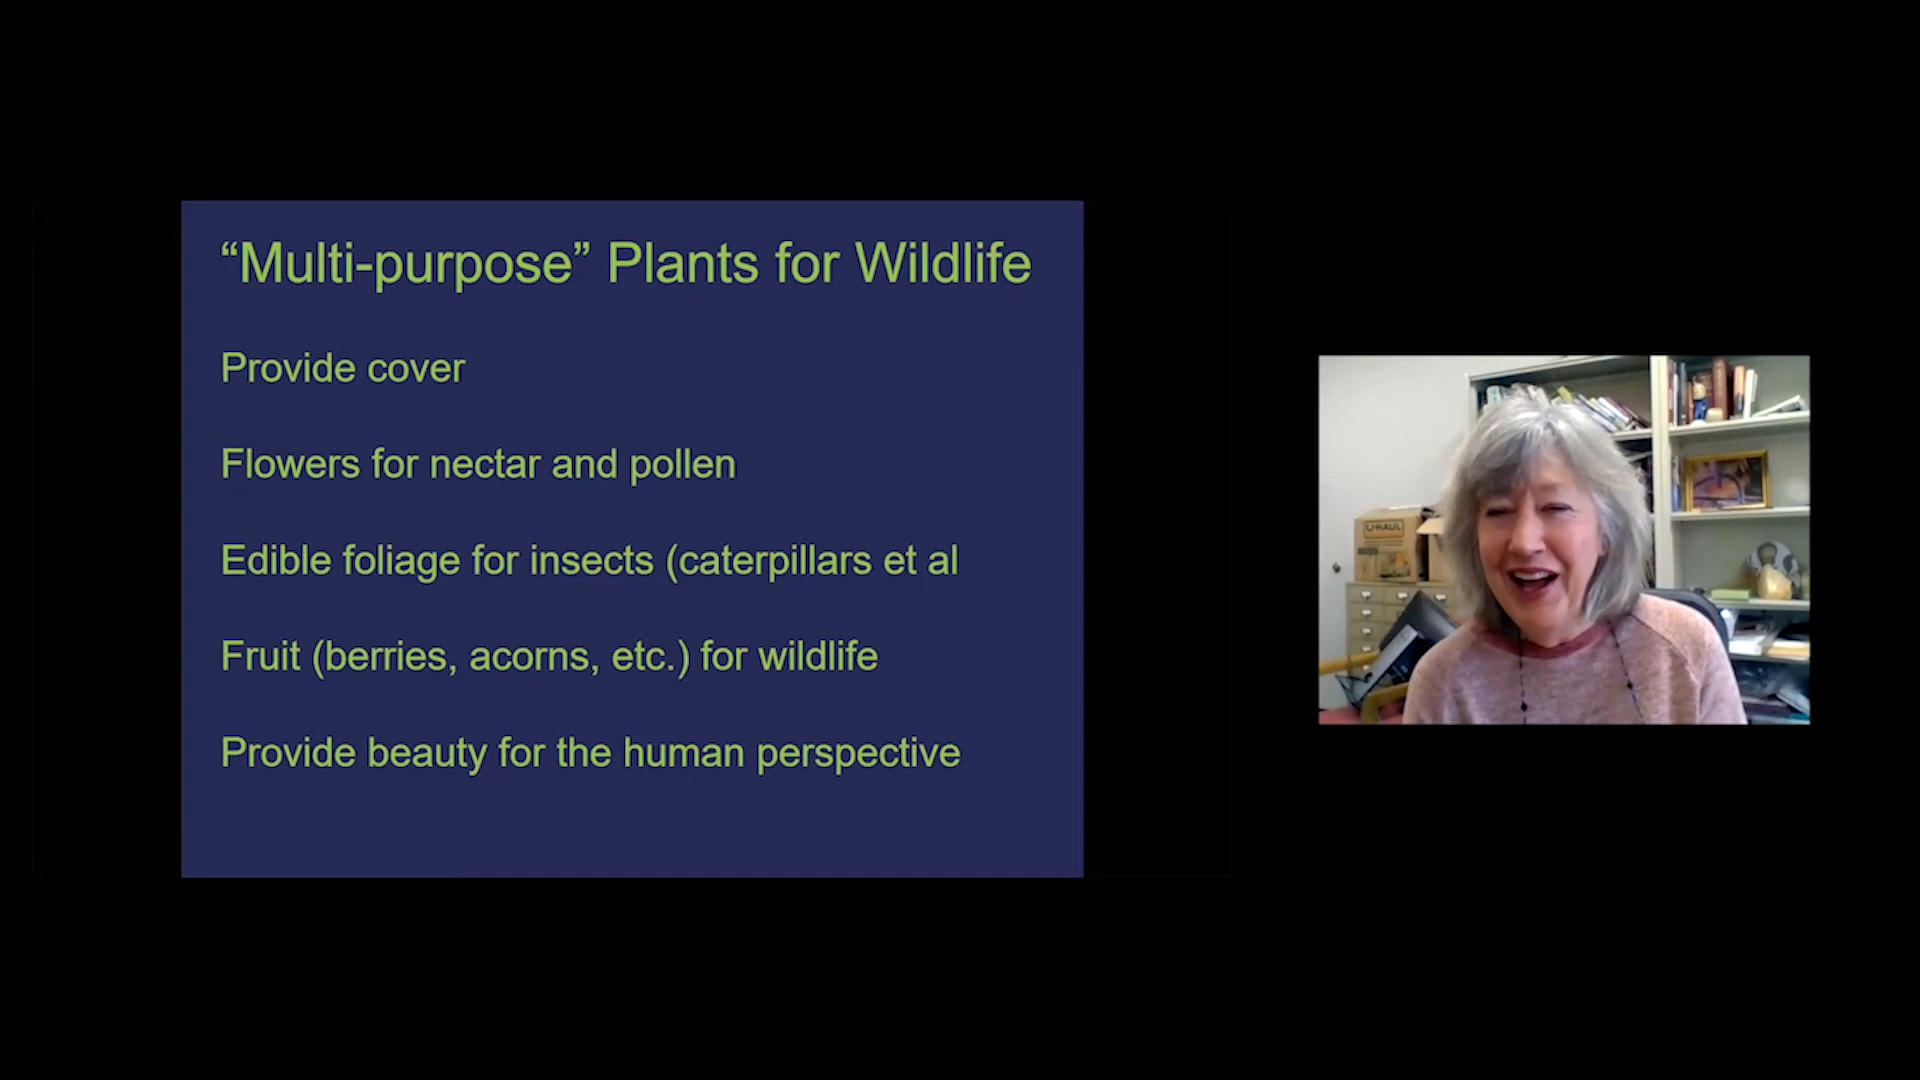 “Multi-purpose” Plants for Wildlife
Provide cover
Flowers for nectar and pollen
Edible foliage for insects (caterpillars et al
Fruit (berries, acorns, etc.) for wildlife
Provide beauty for the human perspective
U-HAUL